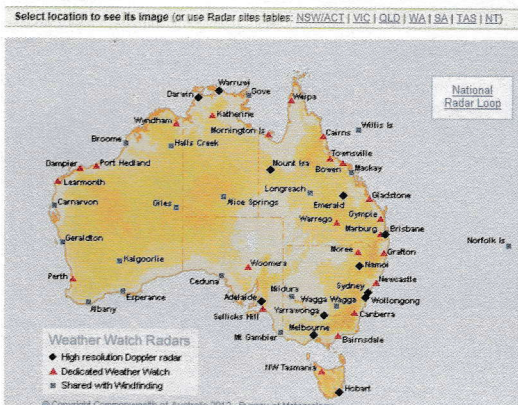 Select location to see its image (or use Radar sites tables: NSW/ACT | VIC | QLD | WA | SA | TAS | NT)
National
Radar Loop
Warruwi
Darwin
Gove
Weipa
Katherine
Wyndham
Mornington Is
Willis Is
Cairns
Broome
Halls Creek
Townsville
Bowen
Mackay
Dampier
Port Hedland
Mount Isa
Learmonth
Longreach
Emerald
Gladstone
Carnarvon
Giles
Alice Springs
Gympie
Warrego
Marburg
Brisbane
Geraldton
Norfolk Is
Moree
Grafton
Kalgoorlie
Woomera
Namoi
Perth
Ceduna
Newcastle
Mildura
Sydney
Esperance
Adelaide
Wagga Wagga
Wollongong
Albany
Sellicks Hill
Yarrawonga
Canberra
Melbourne
Mt Gambier
Bairnsdale
Weather Watch Radars
High resolution Doppler radar
Dedicated Weather Watch
Shared with Windfinding
NW Tasmania
Hobart
© Copyright Commonwealth of Australia 2012